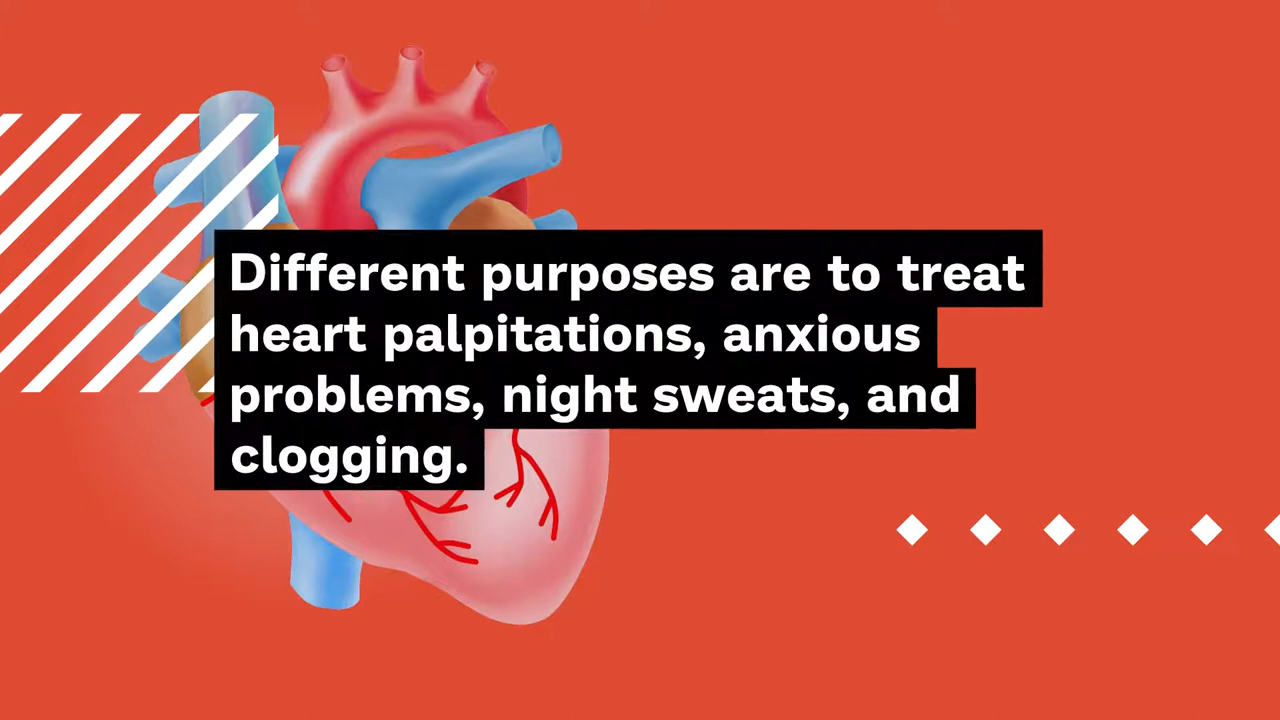 Different purposes are to treat
heart palpitations, anxious
problems, night sweats, and
clogging.